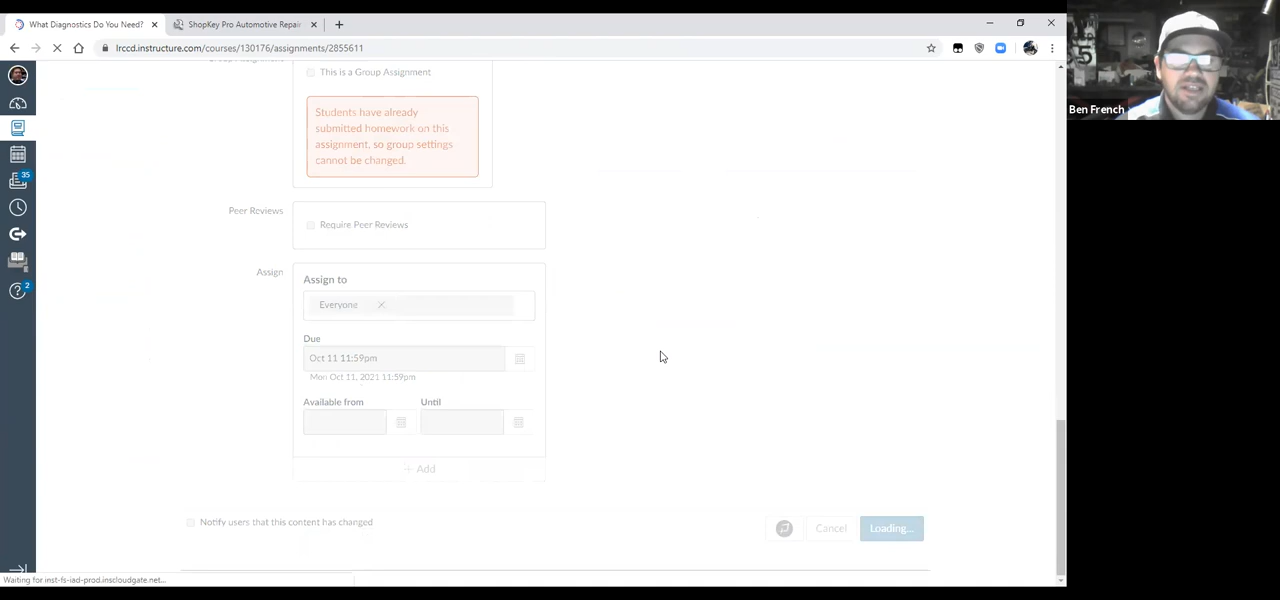 What Diagnostics Do You Need?
ShopKey Pro Automotive Repair
lrccd.instructure.com/courses/130176/assignments/2855611
Ben French
This is a Group Assignment
Students have already
submitted homework on this
assignment, so group settings
cannot be changed.
Peer Reviews
Require Peer Reviews
35
Assign
Assign to
Everyone
2
Due
Oct 11 11:59pm
Mon Oct 11, 2021 11:59pm
Available from
Until
+ Add
Notify users that this content has changed
Cancel
Loading...
Waiting for inst-fs-iad-prod.inscloudgate.net...